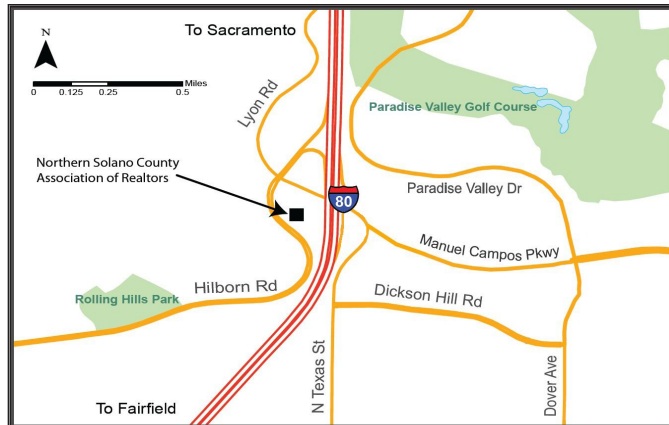 To Sacramento
N
Miles
0 0.125 0.25 0.5
Lyon Rd
Paradise Valley Golf Course
Northern Solano County
Association of Realtors
80
Paradise Valley Dr
Manuel Campos Pkwy
Hilborn Rd
Rolling Hills Park
Dickson Hill Rd
N Texas St
Dover Ave
To Fairfield